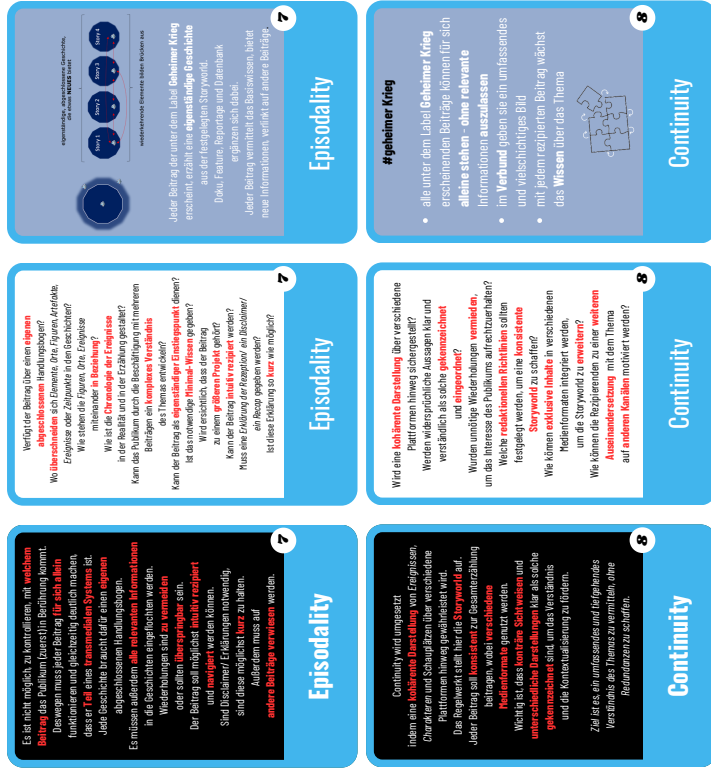 Es ist nicht möglich, zu kontrollieren, mit welchem
Beitrag das Publikum (zuerst) in Berührung kommt.
Deswegen muss jeder Beitrag für sich allein
funktionieren und gleichzeitig deutlich machen,
dass er Teil eines transmedialen Systems ist.
Jede Geschichte braucht dafür einen eigenen
abgeschlossenen Handlungsbogen.
Es müssen außerdem alle relevanten Informationen
in die Geschichten eingeflochten werden.
Wiederholungen sind zu vermeiden
oder sollten überspringbar sein.
Der Beitrag soll möglichst intuitiv rezipiert
und navigiert werden können.
Sind Disclaimer/ Erklärungen notwendig,
sind diese möglichst kurz zu halten.
Außerdem muss auf
andere Beiträge verwiesen werden.
7
Episodality
Verfügt der Beitrag über einen eigenen
abgeschlossenen Handlungsbogen?
Wo überschneiden sich Elemente, Orte, Figuren, Artefakte,
Ereignisse oder Zeitpunkte in den Geschichten?
Wie stehen die Figuren, Orte, Ereignisse
miteinander in Beziehung?
Wie ist die Chronologie der Ereignisse
in der Realität und in der Erzählung gestaltet?
Kann das Publikum durch die Beschäftigung mit mehreren
Beiträgen ein komplexes Verständnis
des Themas entwickeln?
Kann der Beitrag als eigenständiger Einstiegspunkt dienen?
Ist das notwendige Minimal-Wissen gegeben?
Wird ersichtlich, dass der Beitrag
zu einem größeren Projekt gehört?
Kann der Beitrag intuitiv rezipiert werden?
Muss eine Erklärung der Reception/ ein Disclaimer/
ein Recap gegeben werden?
Ist diese Erklärung so kurz wie möglich?
7
Episodality
eigenständige, abgeschlossene Geschichte,
die etwas NEUES bietet
Story 1
Story 2
Story 3
Story 4
wiederkehrende Elemente bilden Brücken aus
Jeder Beitrag der unter dem Label Geheimer Krieg
erscheint, erzählt eine eigenständige Geschichte
aus der festgelegten Storyworld.
Doku, Feature, Reportage und Datenbank
ergänzen sich dabei.
Jeder Beitrag vermittelt das Basiswissen, bietet
neue Informationen, verlinkt auf andere Beiträge.
7
Episodality
Continuity wird umgesetzt
indem eine kohärente Darstellung von Ereignissen,
Charakteren und Schauplätzen über verschiedene
Plattformen hinweg gewährleistet wird.
Das Regelwerk stellt hier die Storyworld auf.
Jeder Beitrag soll konsistent zur Gesamterzählung
beitragen, wobei verschiedene
Medienformate genutzt werden.
Wichtig ist, dass konträre Sichtweisen und
unterschiedliche Darstellungen klar als solche
gekennzeichnet sind, um das Verständnis
und die Kontextualisierung zu fördern.
Ziel ist es, ein umfassendes und tiefgehendes
Verständnis des Themas zu vermitteln, ohne
Redundanzen zu schaffen.
8
Continuity
Wird eine kohärente Darstellung über verschiedene
Plattformen hinweg sichergestellt?
Werden widersprüchliche Aussagen klar und
verständlich als solche gekennzeichnet
und eingeordnet?
Wurden unnötige Wiederholungen vermieden,
um das Interesse des Publikums aufrechtzuerhalten?
Welche redaktionellen Richtlinien sollten
festgelegt werden, um eine konsistente
Storyworld zu schaffen?
Wie können exklusive Inhalte in verschiedenen
Medienformaten integriert werden,
um die Storyworld zu erweitern?
Wie können die Rezipierenden zu einer weiteren
Auseinandersetzung mit dem Thema
auf anderen Kanälen motiviert werden?
8
Continuity
#geheimer Krieg
• alle unter dem Label Geheimer Krieg
erscheinenden Beiträge können für sich
alleine stehen - ohne relevante
Informationen auszulassen
• im Verbund geben sie ein umfassendes
und vielschichtiges Bild
• mit jedem rezipierten Beitrag wächst
das Wissen über das Thema
8
Continuity